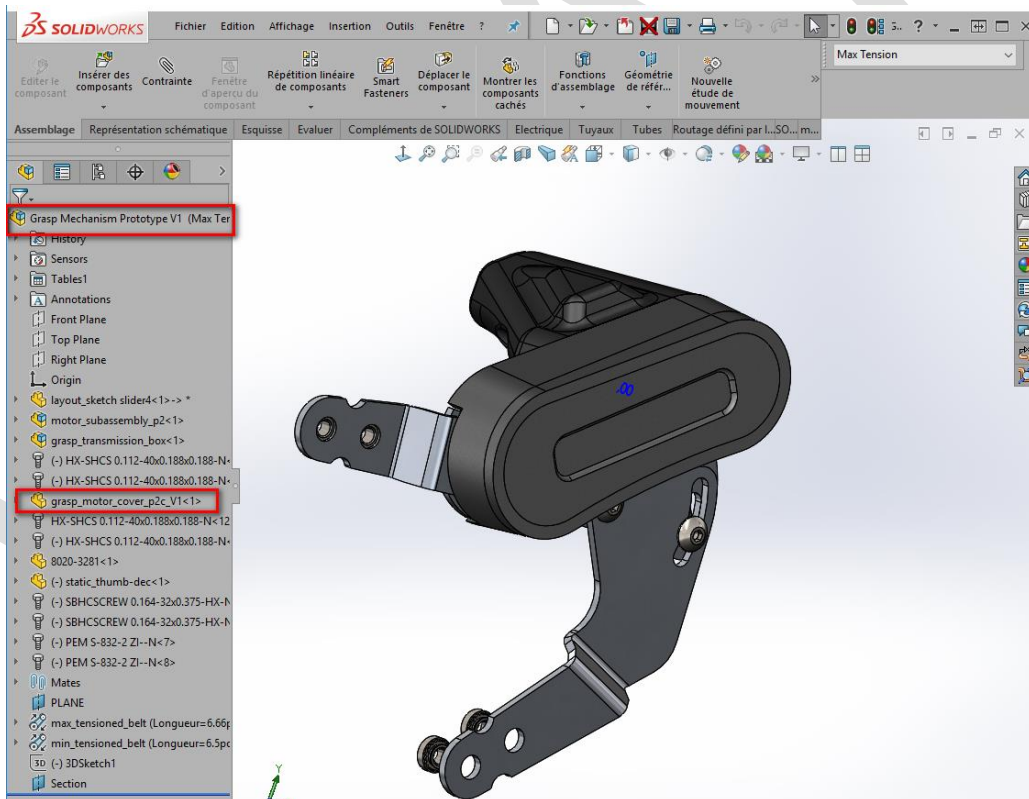 SOLIDWORKS Fichier Edition Affichage Insertion Outils Fenêtre ? 3.. ?
Max Tension
Editer le composant
Insérer des composants
Contrainte
Fenêtre d'aperçu du composant
Répétition linéaire de composants
Smart Fasteners
Déplacer le composant
Montrer les composants cachés
Fonctions d'assemblage
Géométrie de référ...
Nouvelle étude de mouvement
Assemblage Représentation schématique Esquisse Evaluer Compléments de SOLIDWORKS Electrique Tuyaux Tubes Routage défini par l...SO... m...
Grasp Mechanism Prototype V1 (Max Ter
History
Sensors
Tables1
Annotations
Front Plane
Top Plane
Right Plane
Origin
layout_sketch slider4<1>-> *
motor_subassembly_p2<1>
grasp_transmission_box<1>
(-) HX-SHCS 0.112-40x0.188x0.188-N<
(-) HX-SHCS 0.112-40x0.188x0.188-N<
grasp_motor_cover_p2c_V1<1>
HX-SHCS 0.112-40x0.188x0.188-N<12
(-) HX-SHCS 0.112-40x0.188x0.188-N<
8020-3281<1>
(-) static_thumb-dec<1>
(-) SBHCSCREW 0.164-32x0.375-HX-N
(-) SBHCSCREW 0.164-32x0.375-HX-N
(-) PEM S-832-2 ZI--N<7>
(-) PEM S-832-2 ZI--N<8>
Mates
PLANE
max_tensioned_belt (Longueur=6.66p
min_tensioned_belt (Longueur=6.5pc
3D (-) 3DSketch1
Section
.00
Y